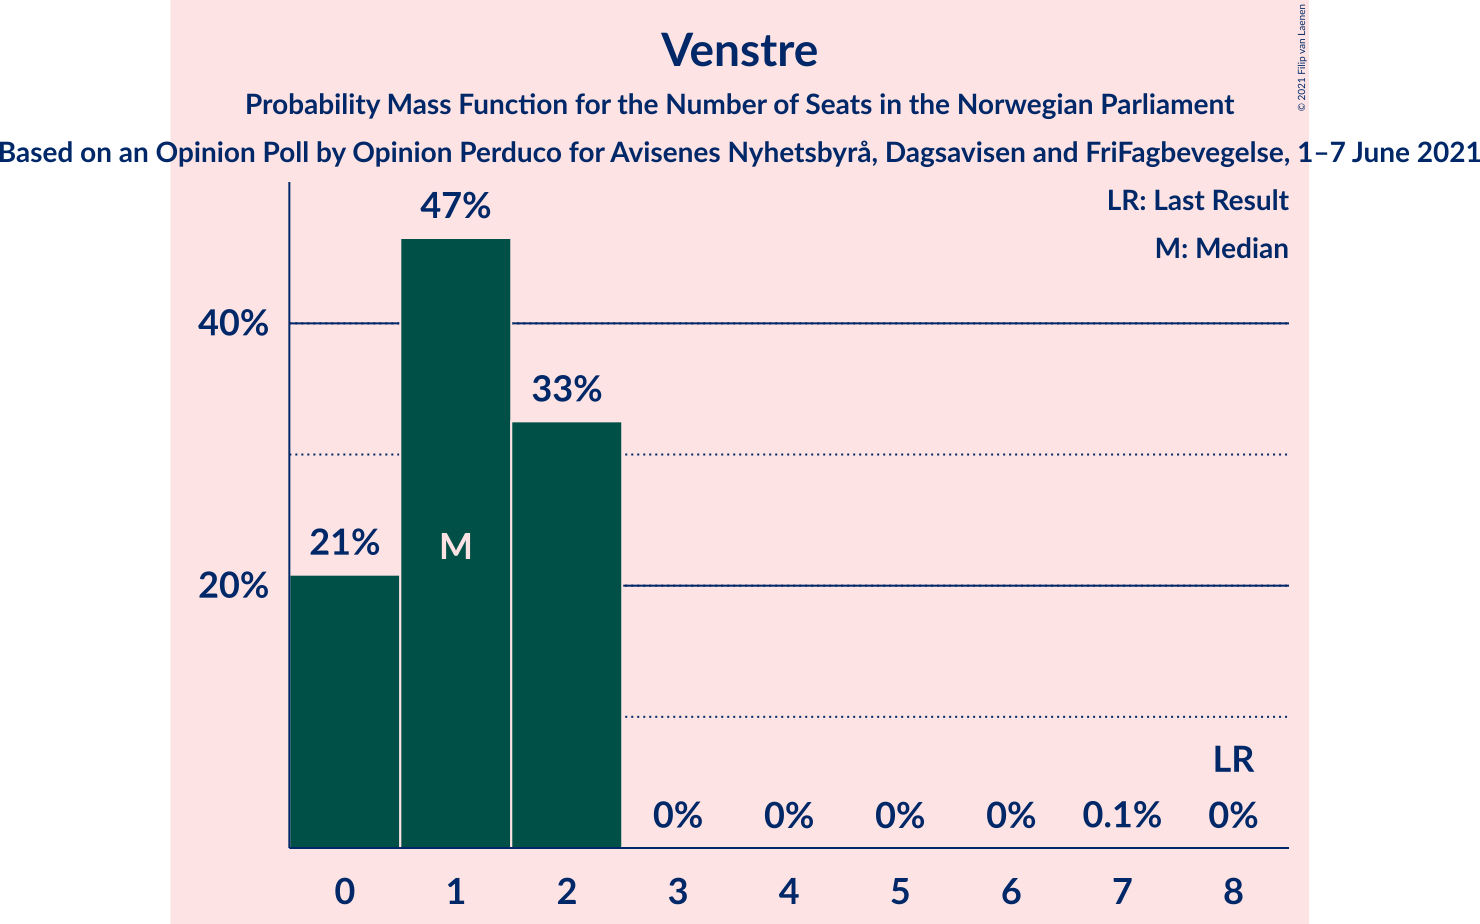 Venstre
Probability Mass Function for the Number of Seats in the Norwegian Parliament
Based on an Opinion Poll by Opinion Perduco for Avisenes Nyhetsbyrå, Dagsavisen and FriFagbevegelse, 1–7 June 2021
© 2021 Filip van Laenen
LR: Last Result
M: Median
47%
40%
33%
21%
M
20%
LR
0% 0% 0% 0% 0.1% 0%
0 1 2 3 4 5 6 7 8